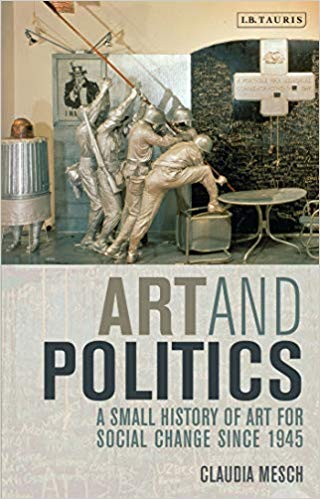 I.B.TAURIS
ART AND
POLITICS
A SMALL HISTORY OF ART FOR
SOCIAL CHANGE SINCE 1945
CLAUDIA MESCH